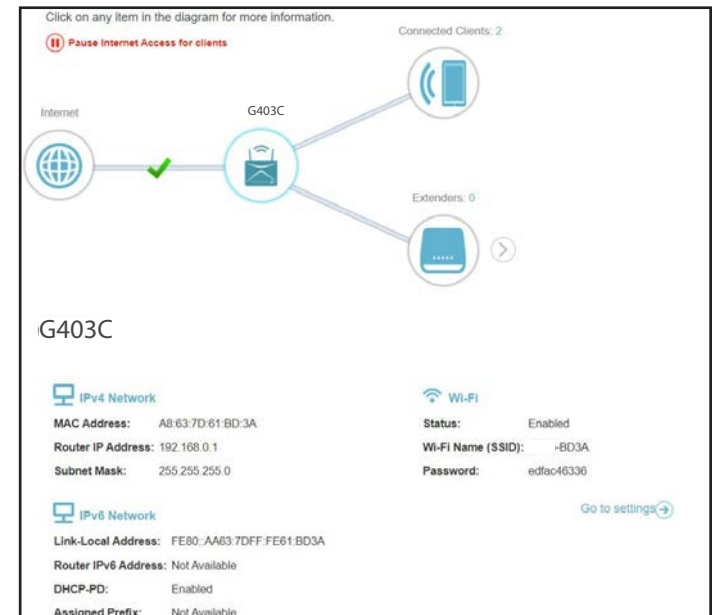 Click on any item in the diagram for more information.
Pause Internet Access for clients
Connected Clients: 2
Internet
G403C
Extenders: 0
G403C
IPv4 Network
MAC Address: A8:63:7D:61:BD:3A
Router IP Address: 192.168.0.1
Subnet Mask: 255.255.255.0
Wi-Fi
Status: Enabled
Wi-Fi Name (SSID): -BD3A
Password: edfac46336
Go to settings
IPv6 Network
Link-Local Address: FE80::AA63:7DFF:FE61:BD3A
Router IPv6 Address: Not Available
DHCP-PD: Enabled
Assigned Prefix: Not Available